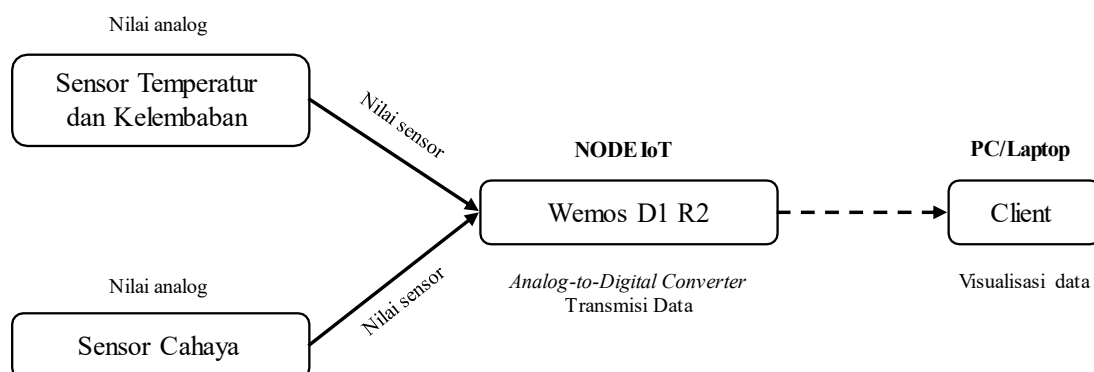 Nilai analog
Sensor Temperatur
dan Kelembaban
Nilai sensor
NODE IoT
PC/Laptop
Wemos D1 R2
Client
Analog-to-Digital Converter
Transmisi Data
Visualisasi data
Nilai analog
Nilai sensor
Sensor Cahaya